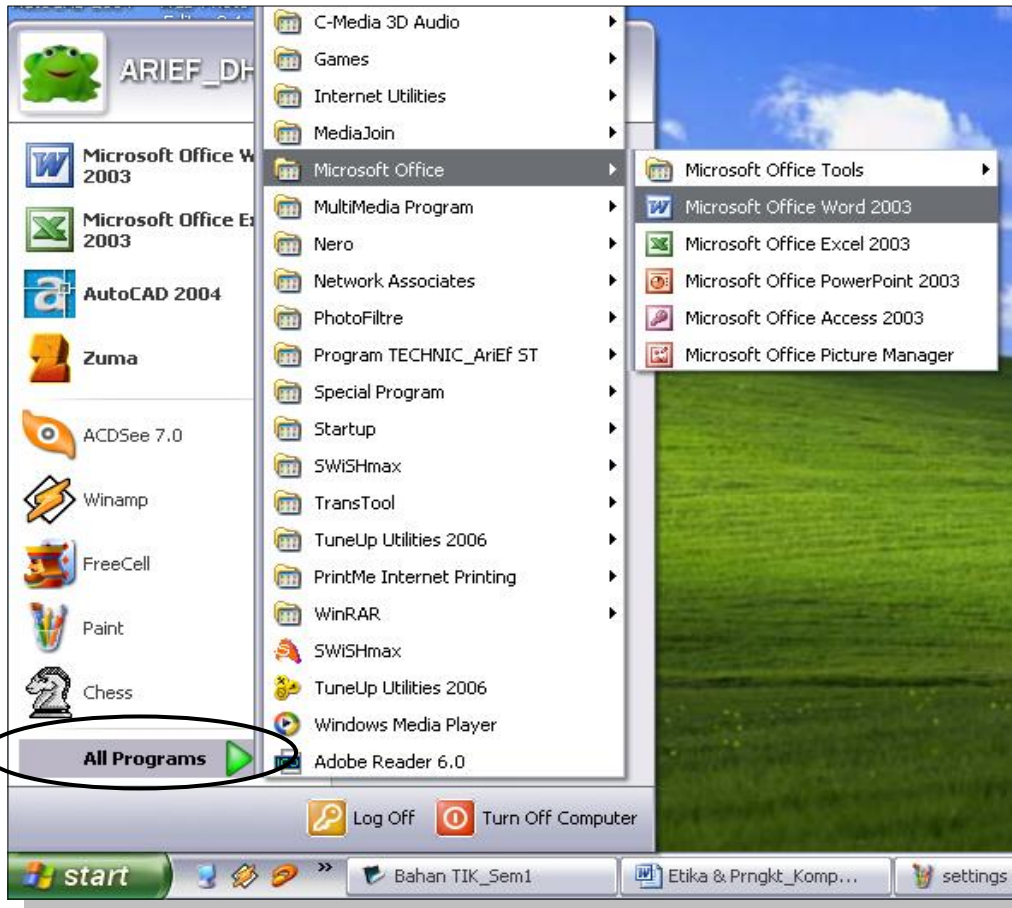 ARIEF_DH
Microsoft Office W
2003
Microsoft Office Ex
2003
AutoCAD 2004
Zuma
ACDSee 7.0
Winamp
FreeCell
Paint
Chess
All Programs
C-Media 3D Audio
Games
Internet Utilities
MediaJoin
Microsoft Office
MultiMedia Program
Nero
Network Associates
PhotoFiltre
Program TECHNIC_AriEf ST
Special Program
Startup
SWiSHmax
TransTool
TuneUp Utilities 2006
PrintMe Internet Printing
WinRAR
SWiSHmax
TuneUp Utilities 2006
Windows Media Player
Adobe Reader 6.0
Microsoft Office Tools
Microsoft Office Word 2003
Microsoft Office Excel 2003
Microsoft Office PowerPoint 2003
Microsoft Office Access 2003
Microsoft Office Picture Manager
Log Off
Turn Off Computer
start
Bahan TIK_Sem1
Etika & Prngkt_Komp...
settings